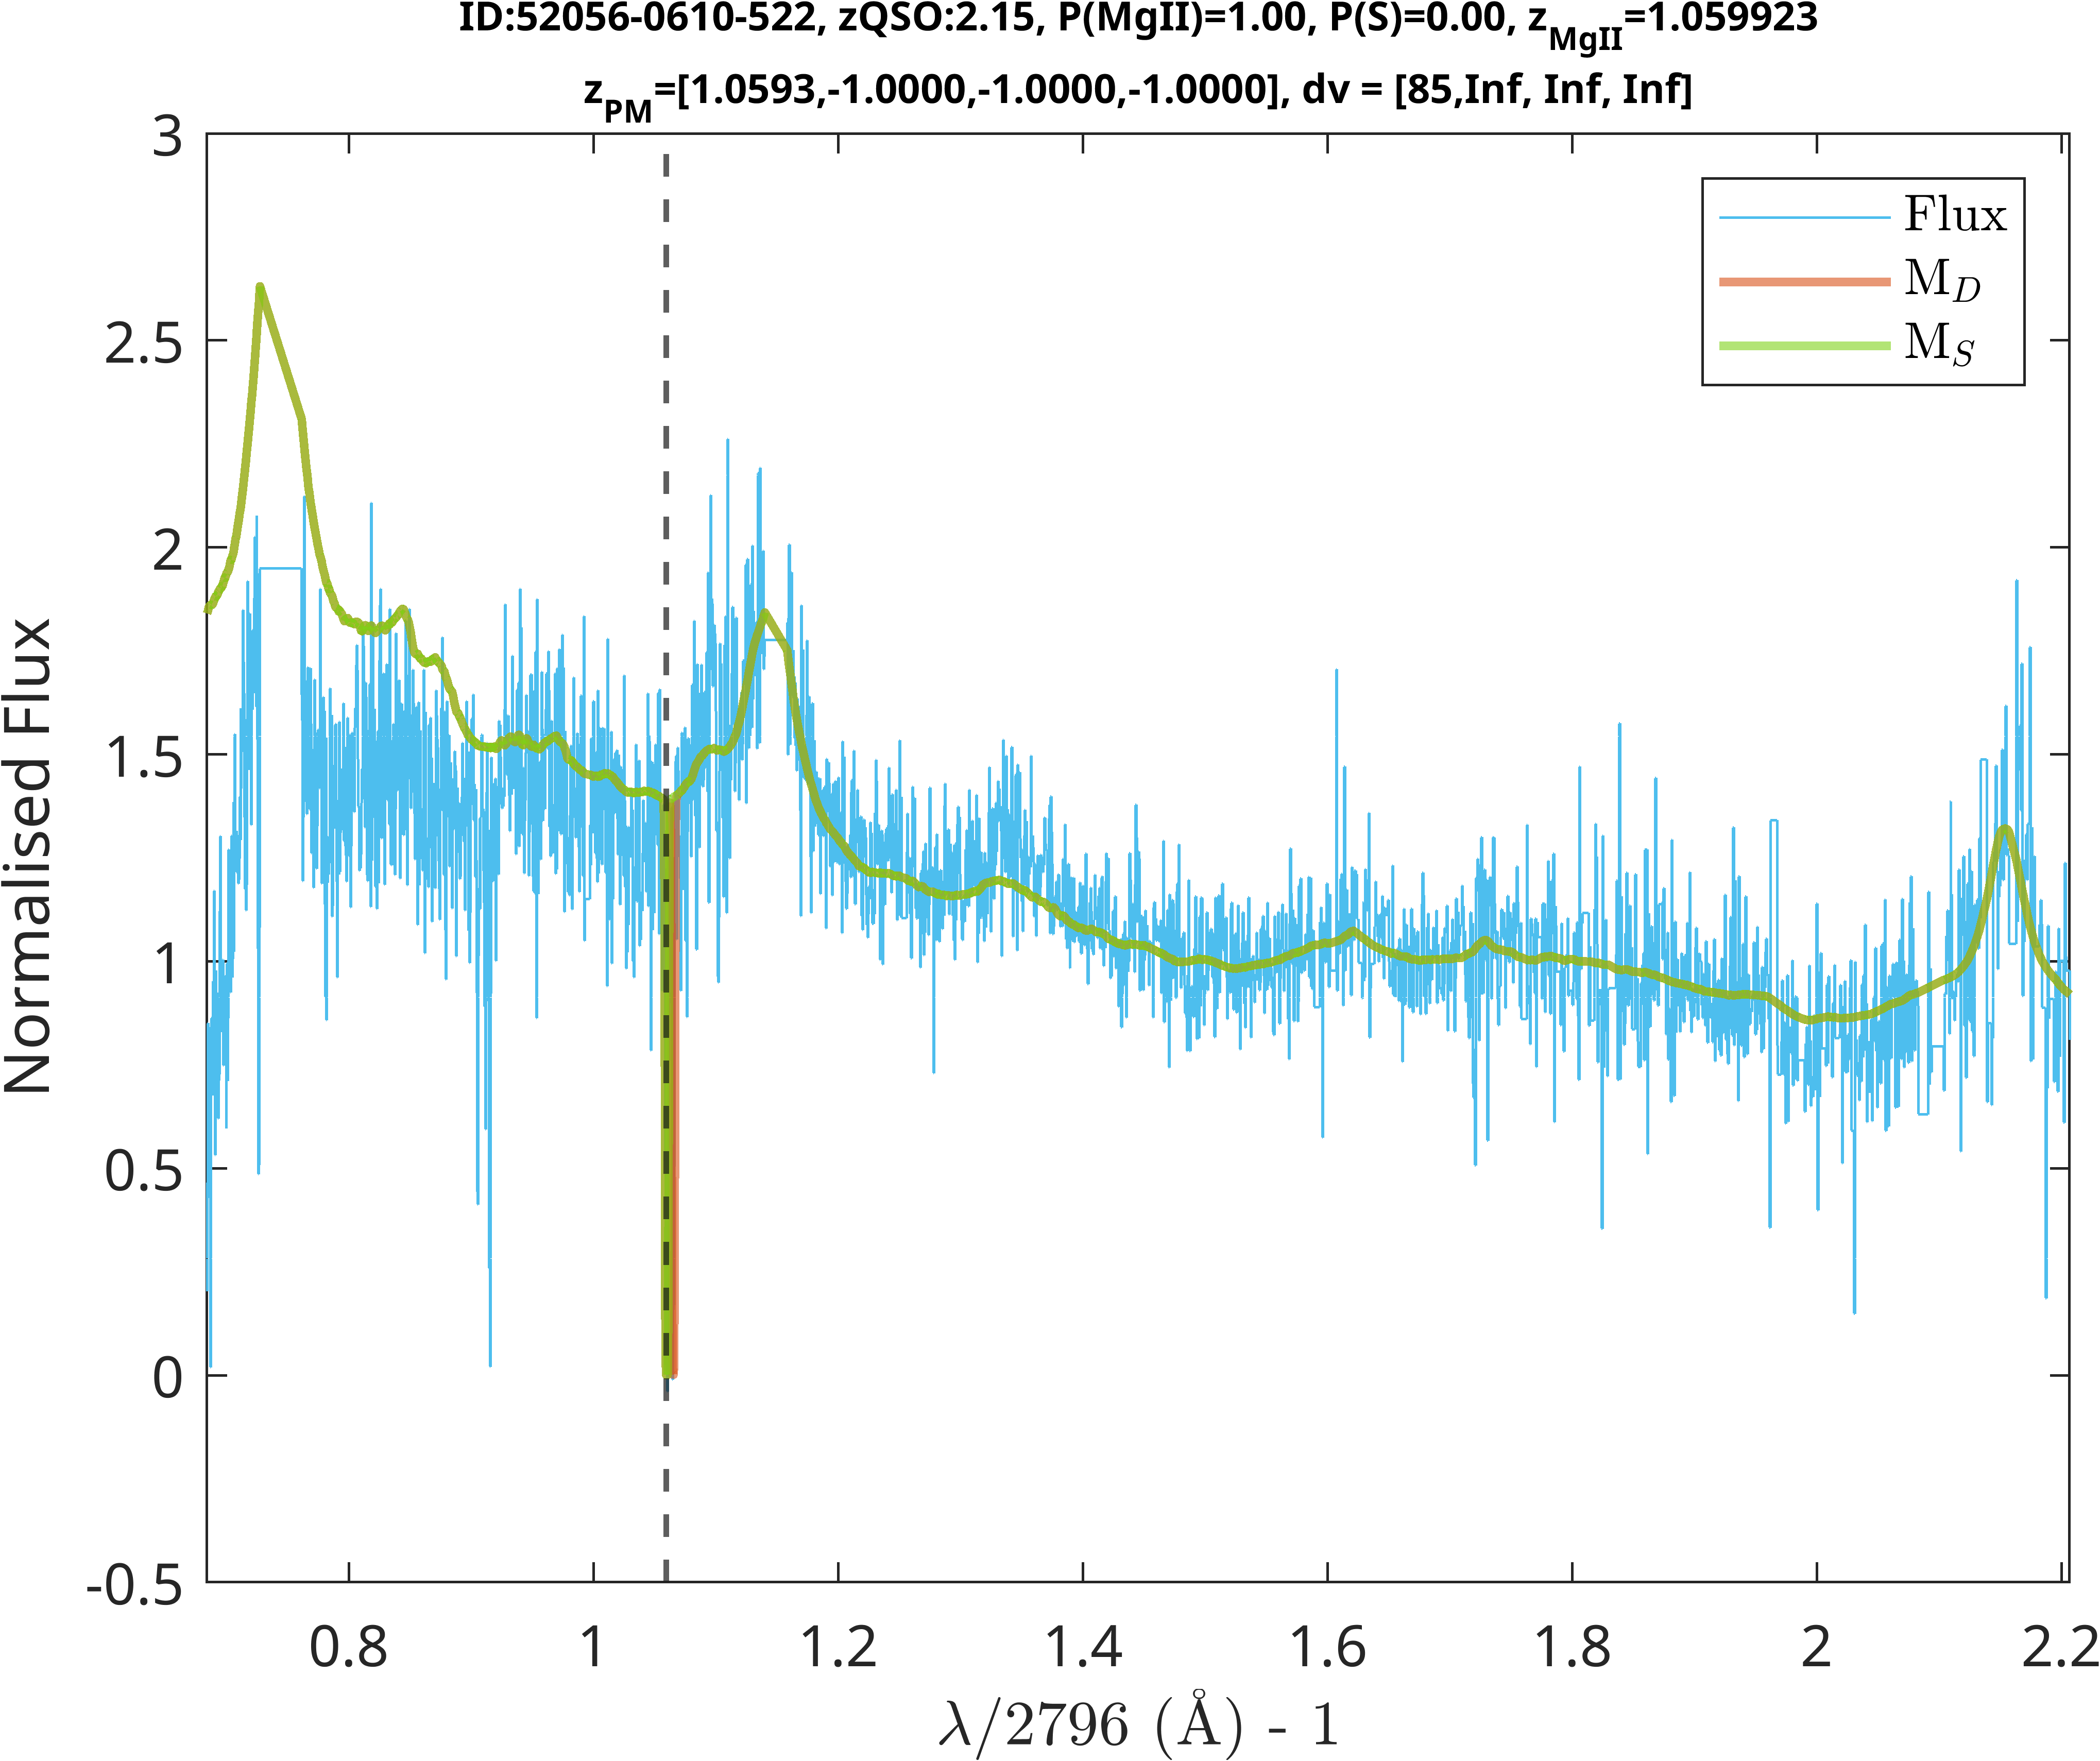 ID:52056-0610-522, zQSO:2.15, P(MgII)=1.00, P(S)=0.00, zMgII=1.059923
zPM=[1.0593,-1.0000,-1.0000,-1.0000], dv = [85,Inf, Inf, Inf]
3
2.5
2
1.5
1
0.5
0
-0.5
Normalised Flux
Flux
MD
MS
0.8
1
1.2
1.4
1.6
1.8
2
2.2
λ/2796 (Å) - 1